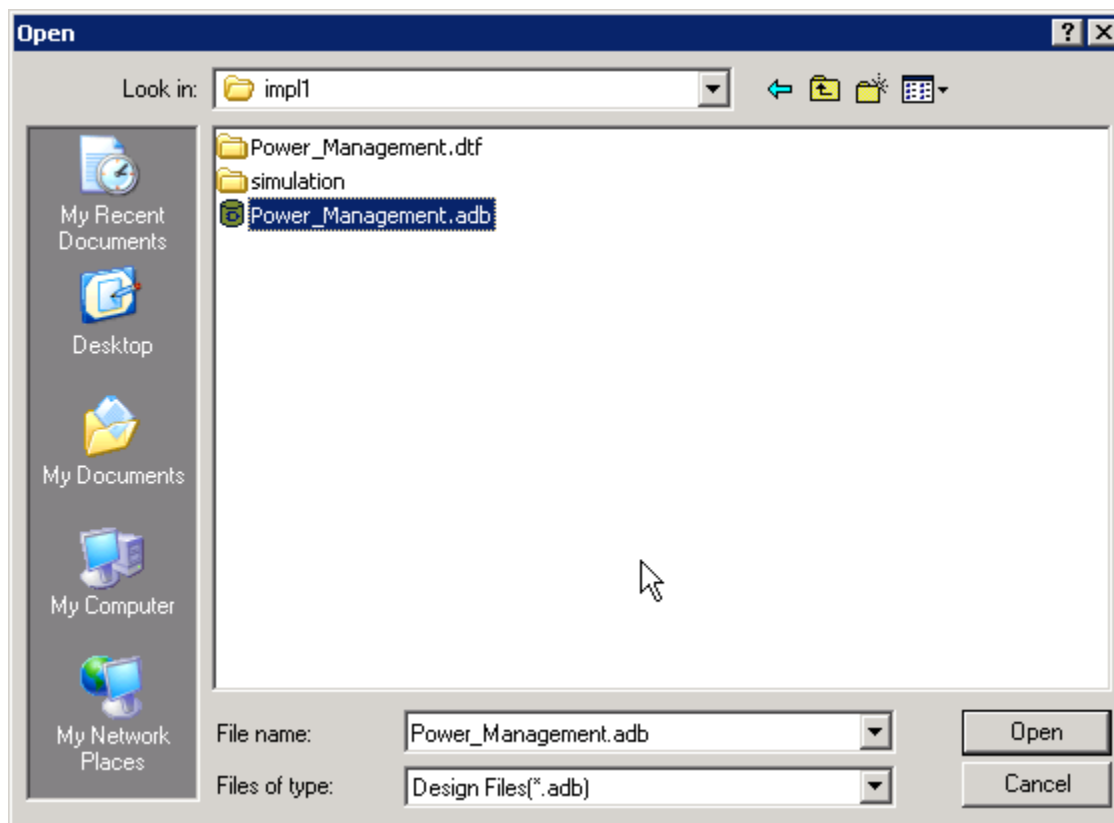 Open
Look in: impl1
Power_Management.dtf
simulation
Power_Management.adb
My Recent
Documents
Desktop
My Documents
My Computer
My Network
Places
File name: Power_Management.adb Open
Files of type: Design Files(*.adb) Cancel